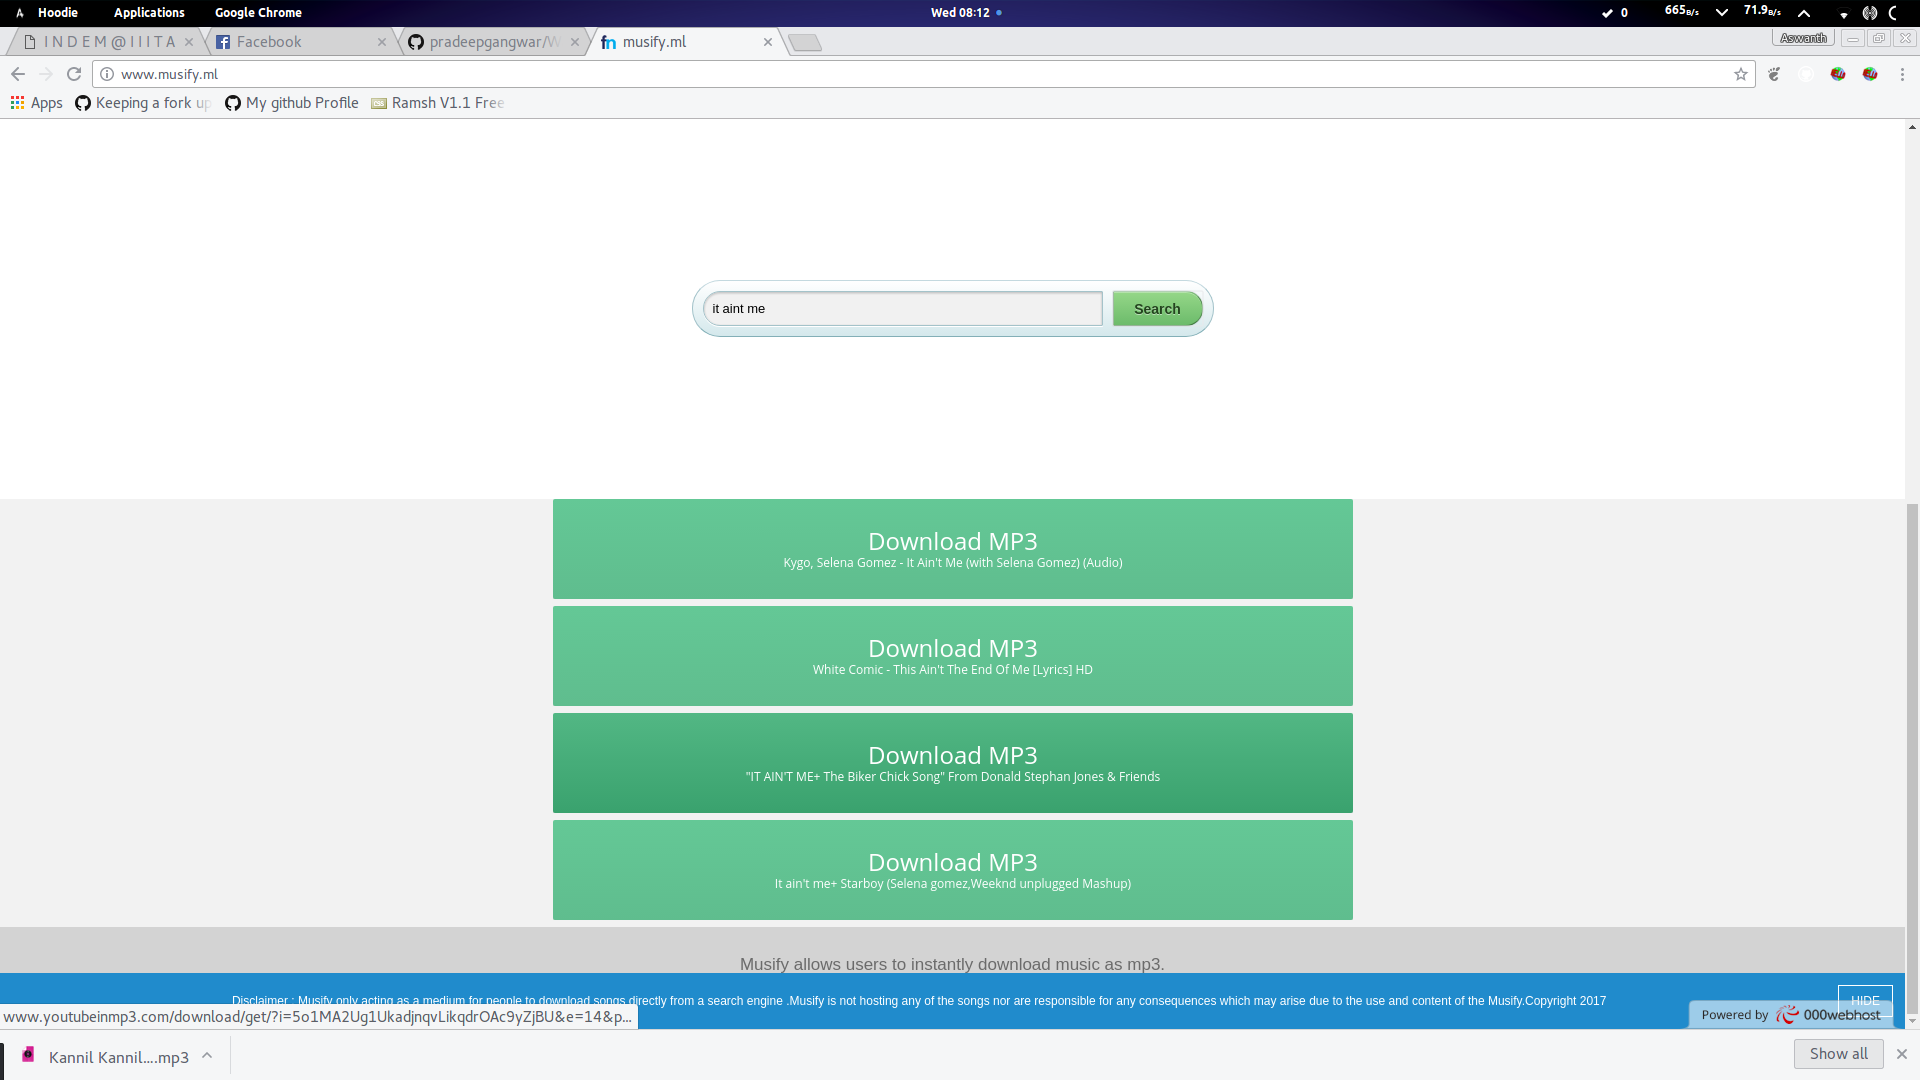 Hoodie Applications Google Chrome Wed 08:12 0 665B/s 71.9B/s
I N D E M @ I I I T A Facebook pradeepgangwar/W musify.ml Aswanth
www.musify.ml
Apps Keeping a fork up My github Profile Ramsh V1.1 Free
it aint me Search
Download MP3
Kygo, Selena Gomez - It Ain't Me (with Selena Gomez) (Audio)
Download MP3
White Comic - This Ain't The End Of Me [Lyrics] HD
Download MP3
"IT AIN'T ME+ The Biker Chick Song" From Donald Stephan Jones & Friends
Download MP3
It ain't me+ Starboy (Selena gomez,Weeknd unplugged Mashup)
Musify allows users to instantly download music as mp3.
Disclaimer : Musify only acting as a medium for people to download songs directly from a search engine .Musify is not hosting any of the songs nor are responsible for any consequences which may arise due to the use and content of the Musify.Copyright 2017
HIDE
Powered by 000webhost
www.youtubeinmp3.com/download/get/?i=5o1MA2Ug1UkadjnqvLikqdrOAc9yZjBU&e=14&p...
Kannil Kannil....mp3 Show all